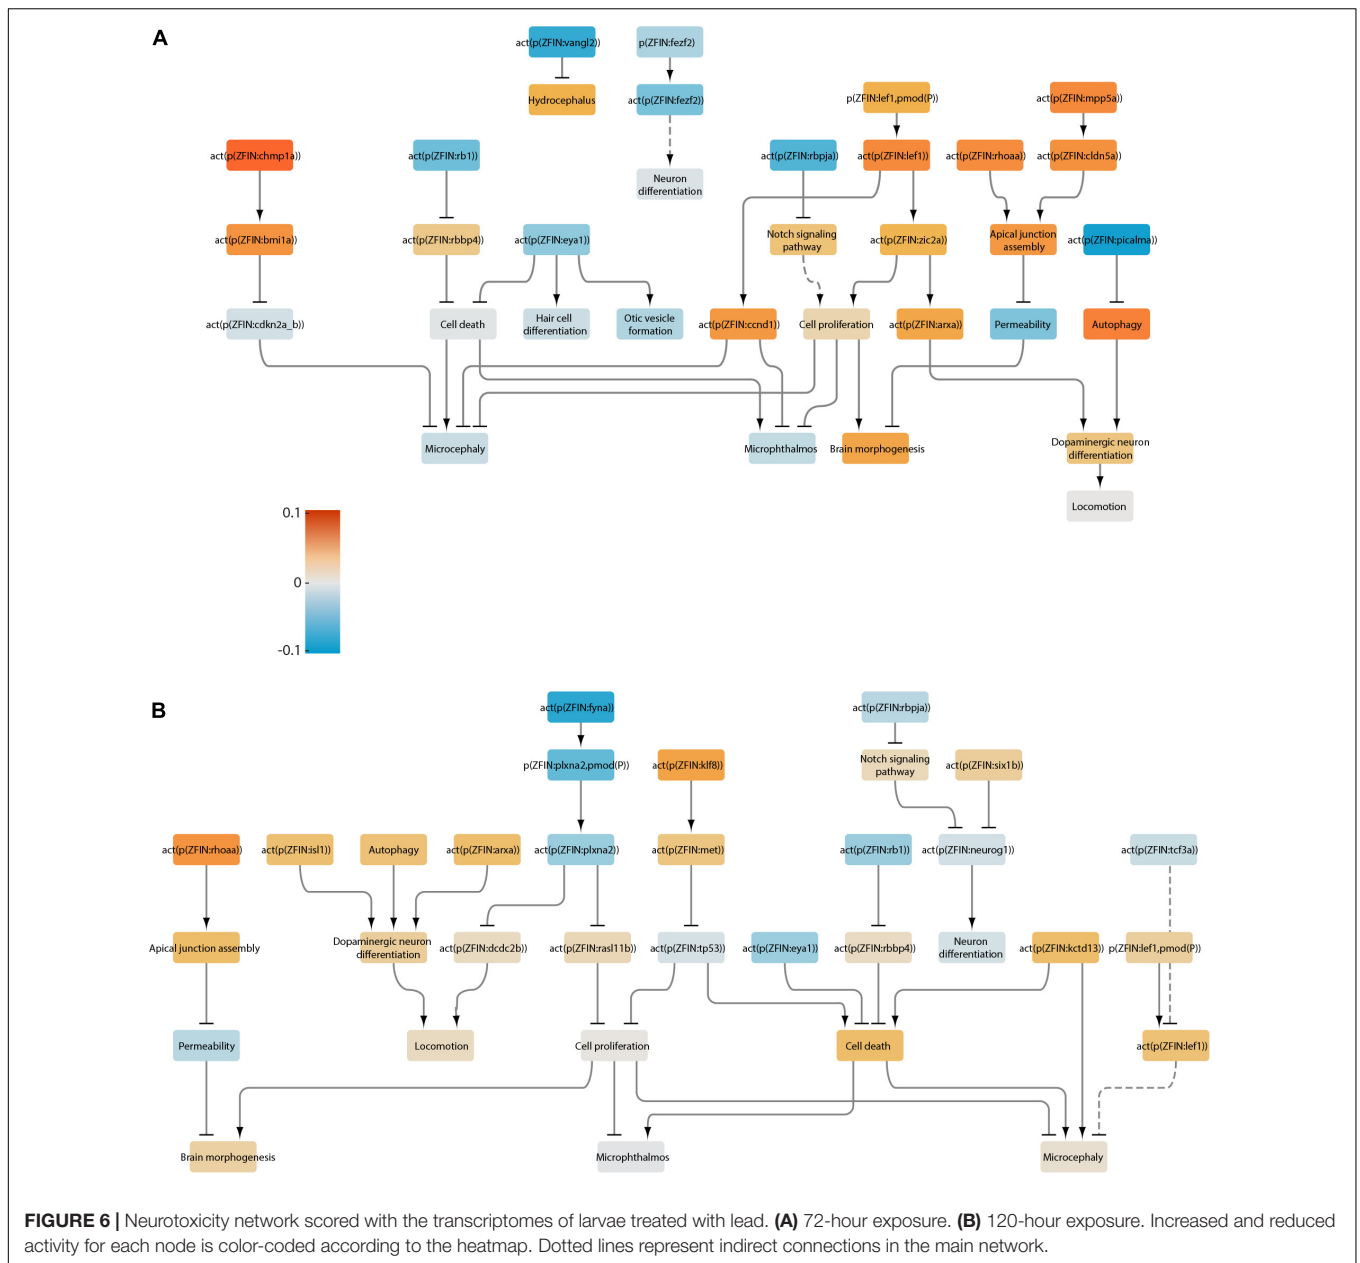 A
act(p(ZFIN:vangl2))
p(ZFIN:fezf2)
Hydrocephalus
act(p(ZFIN:fezf2))
p(ZFIN:lef1,pmod(P))
act(p(ZFIN:mpp5a))
act(p(ZFIN:chmp1a))
act(p(ZFIN:rb1))
Neuron
differentiation
act(p(ZFIN:rbpja))
act(p(ZFIN:lef1))
act(p(ZFIN:rhoaa))
act(p(ZFIN:cldn5a))
act(p(ZFIN:bmi1a))
act(p(ZFIN:rbbp4))
act(p(ZFIN:eya1))
Notch signaling
pathway
act(p(ZFIN:zic2a))
Apical junction
assembly
act(p(ZFIN:picalma))
act(p(ZFIN:cdkn2a_b))
Cell death
Hair cell
differentiation
Otic vesicle
formation
act(p(ZFIN:ccnd1))
Cell proliferation
act(p(ZFIN:arxa))
Permeability
Autophagy
Microcephaly
Microphthalmos
Brain morphogenesis
Dopaminergic neuron
differentiation
Locomotion
0.1
0
-0.1
B
act(p(ZFIN:fyna))
act(p(ZFIN:rbpja))
p(ZFIN:plxna2,pmod(P))
act(p(ZFIN:klf8))
Notch signaling
pathway
act(p(ZFIN:six1b))
act(p(ZFIN:rhoaa))
act(p(ZFIN:isl1))
Autophagy
act(p(ZFIN:arxa))
act(p(ZFIN:plxna2))
act(p(ZFIN:met))
act(p(ZFIN:rb1))
act(p(ZFIN:neurog1))
act(p(ZFIN:tcf3a))
Apical junction assembly
Dopaminergic neuron
differentiation
act(p(ZFIN:dcdc2b))
act(p(ZFIN:rasl11b))
act(p(ZFIN:tp53))
act(p(ZFIN:eya1))
act(p(ZFIN:rbbp4))
Neuron
differentiation
act(p(ZFIN:kctd13))
p(ZFIN:lef1,pmod(P))
Permeability
Locomotion
Cell proliferation
Cell death
act(p(ZFIN:lef1))
Brain morphogenesis
Microphthalmos
Microcephaly
FIGURE 6 | Neurotoxicity network scored with the transcriptomes of larvae treated with lead. (A) 72-hour exposure. (B) 120-hour exposure. Increased and reduced
activity for each node is color-coded according to the heatmap. Dotted lines represent indirect connections in the main network.